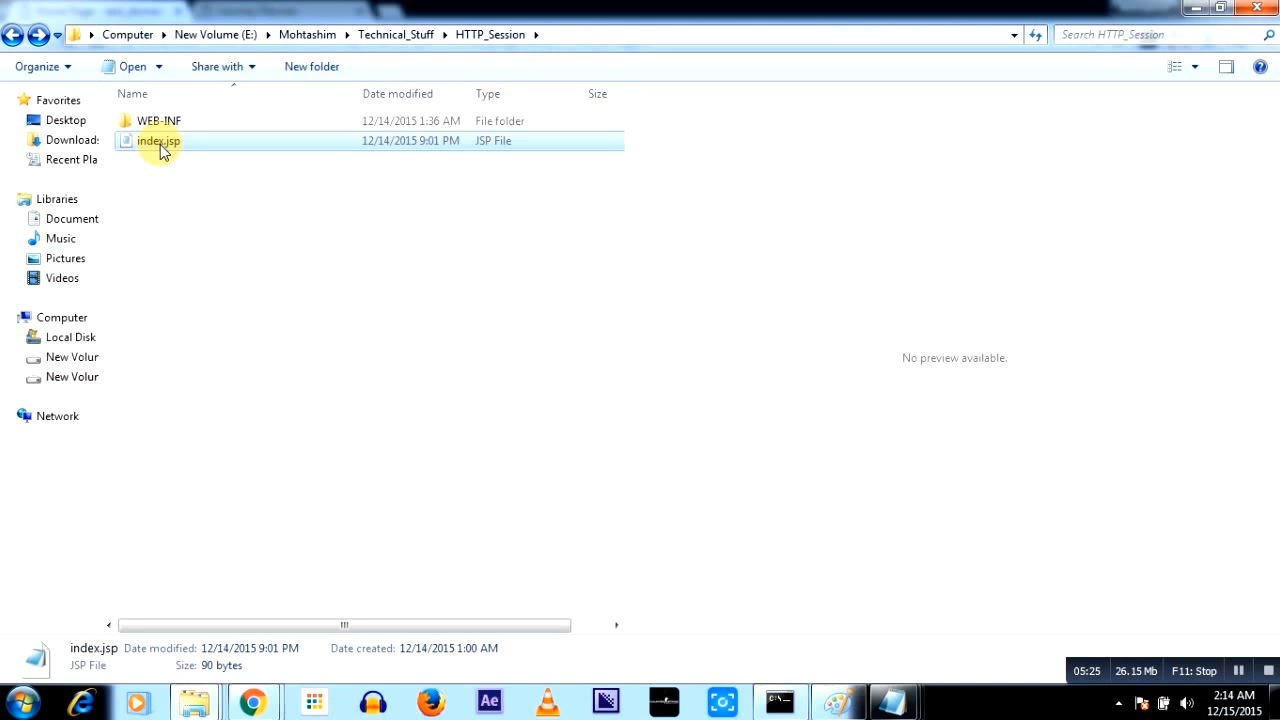 Computer New Volume (E:) Mohtashim Technical_Stuff HTTP_Session Search HTTP_Session
Organize Open Share with New folder
Name Date modified Type Size
Favorites
Desktop
Downloads
Recent Pla
Libraries
Document
Music
Pictures
Videos
Computer
Local Disk
New Volur
New Volur
Network
WEB-INF 12/14/2015 1:36 AM File folder
index.jsp 12/14/2015 9:01 PM JSP File
No preview available.
index.jsp Date modified: 12/14/2015 9:01 PM Date created: 12/14/2015 1:00 AM
JSP File Size: 90 bytes
05:25 26.15 Mb F11: Stop
Ae
2:14 AM
12/15/2015